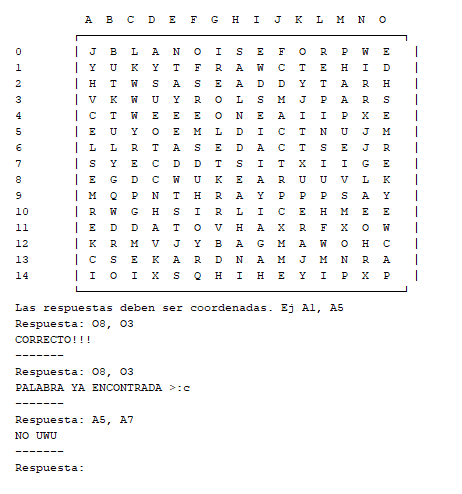 A B C D E F G H I J K L M N O
0 J B L A N O I S E F O R P W E
1 Y U K Y T F R A W C T E H I D
2 H T W S A S E A D D Y T A R H
3 V K W U Y R O L S M J P A R S
4 C T W E E E O N E A I I P X E
5 E U Y O E M L D I C T N U J M
6 L L R T A S E D A C T S E J R
7 S Y E C D D T S I T X I I G E
8 E G D C W U K E A R U U V L K
9 M Q P N T H R A Y P P P S A Y
10 R W G H S I R L I C E H M E E
11 E D D A T O V H A X R F X O W
12 K R M V J Y B A G M A W O H C
13 C S E K A R D N A M J M N R A
14 I O I X S Q H I H E Y I P X P
Las respuestas deben ser coordenadas. Ej A1, A5
Respuesta: O8, O3
CORRECTO!!!
-------
Respuesta: O8, O3
PALABRA YA ENCONTRADA >:c
-------
Respuesta: A5, A7
NO UWU
-------
Respuesta: